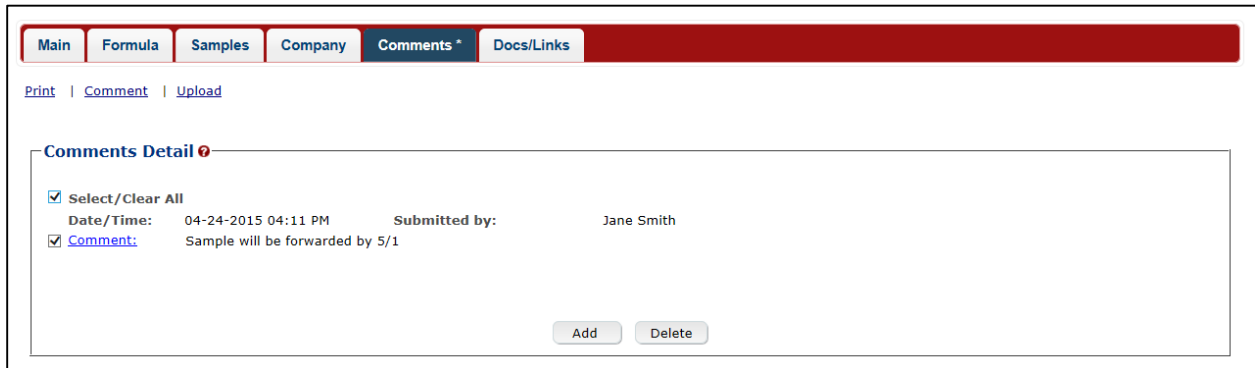 Main Formula Samples Company Comments * Docs/Links
Print | Comment | Upload
Comments Detail ?
Select/Clear All
Date/Time: 04-24-2015 04:11 PM Submitted by: Jane Smith
Comment: Sample will be forwarded by 5/1
Add Delete